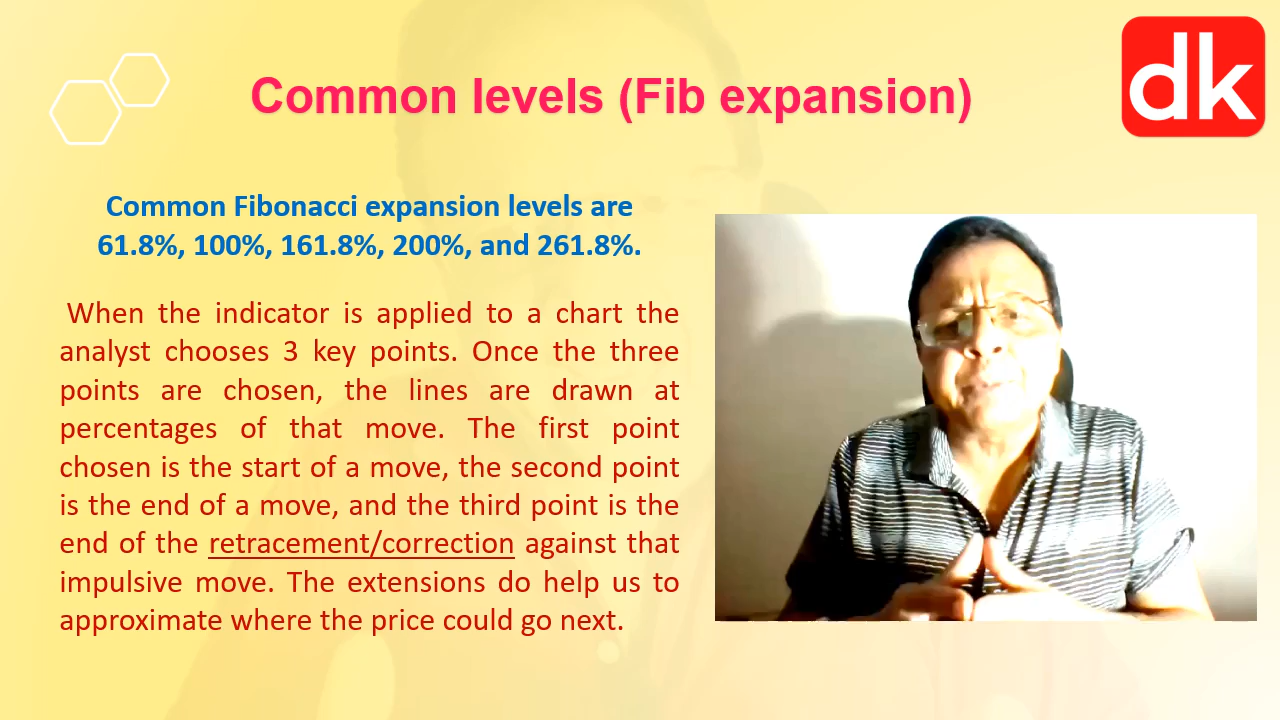 Common levels (Fib expansion)
dk
Common Fibonacci expansion levels are
61.8%, 100%, 161.8%, 200%, and 261.8%.
When the indicator is applied to a chart the
analyst chooses 3 key points. Once the three
points are chosen, the lines are drawn at
percentages of that move. The first point
chosen is the start of a move, the second point
is the end of a move, and the third point is the
end of the retracement/correction against that
impulsive move. The extensions do help us to
approximate where the price could go next.